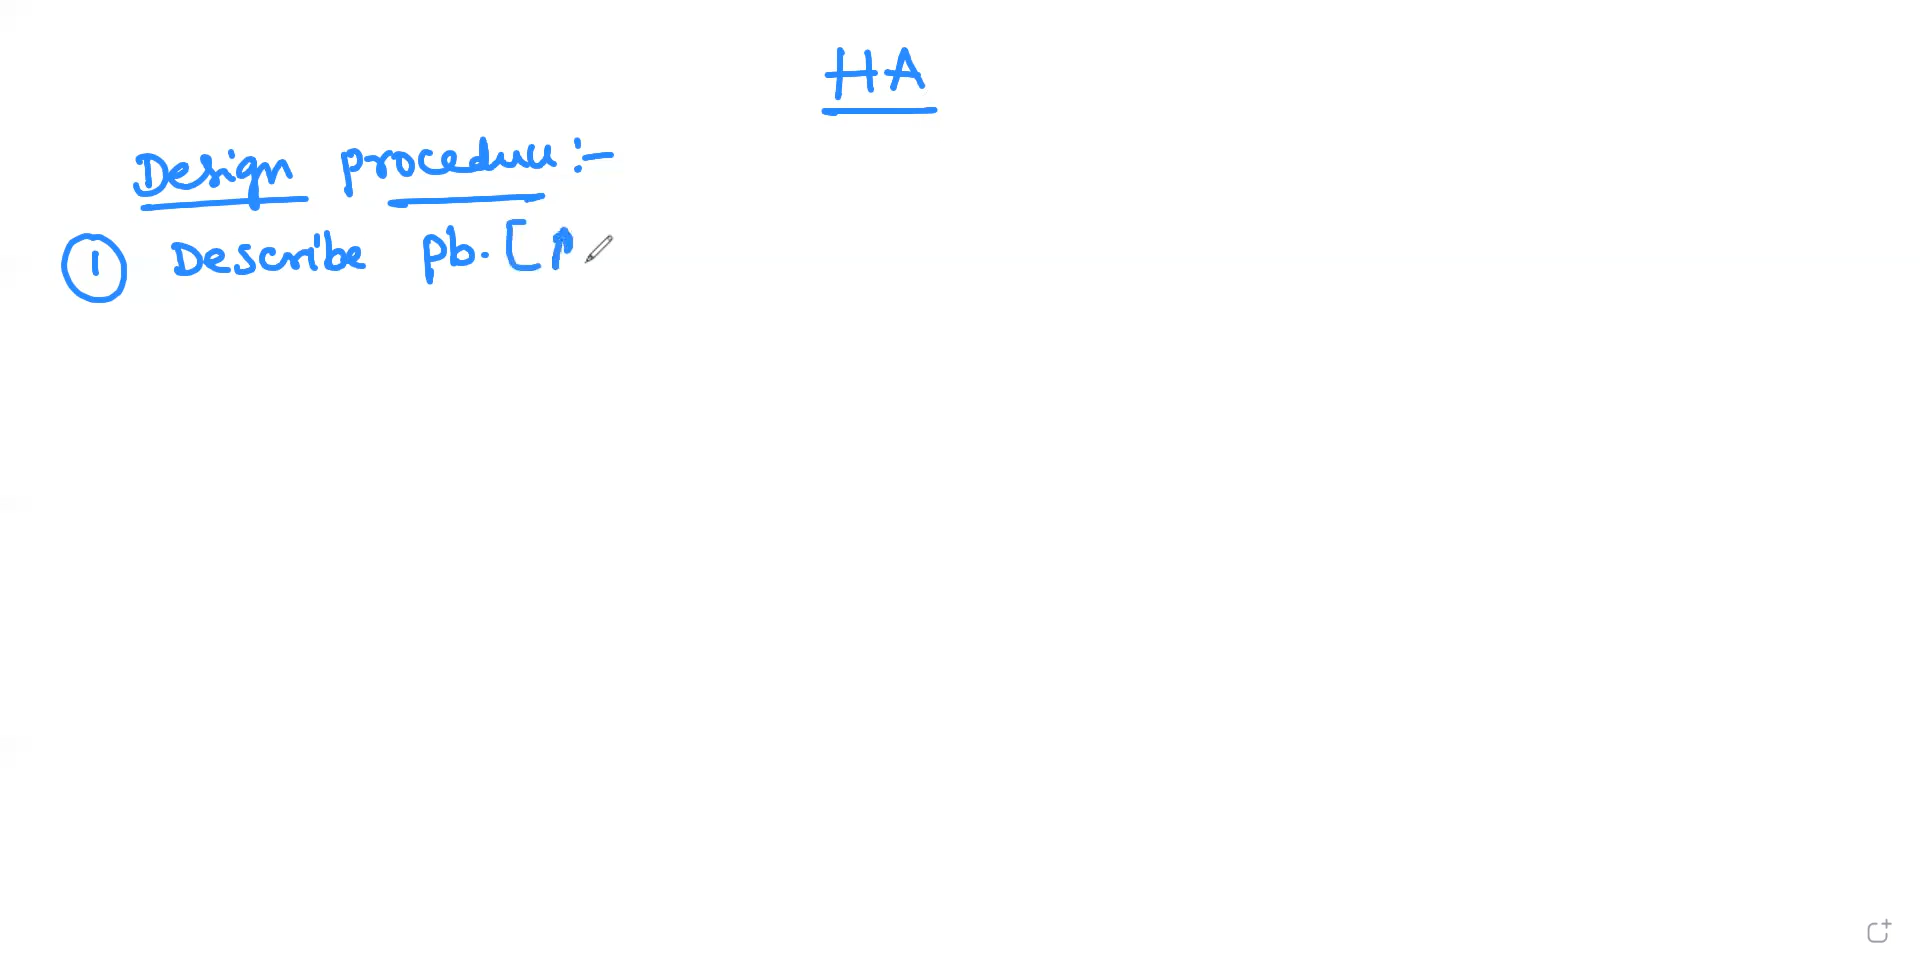 HA
Design procedure :-
① Describe pb. [